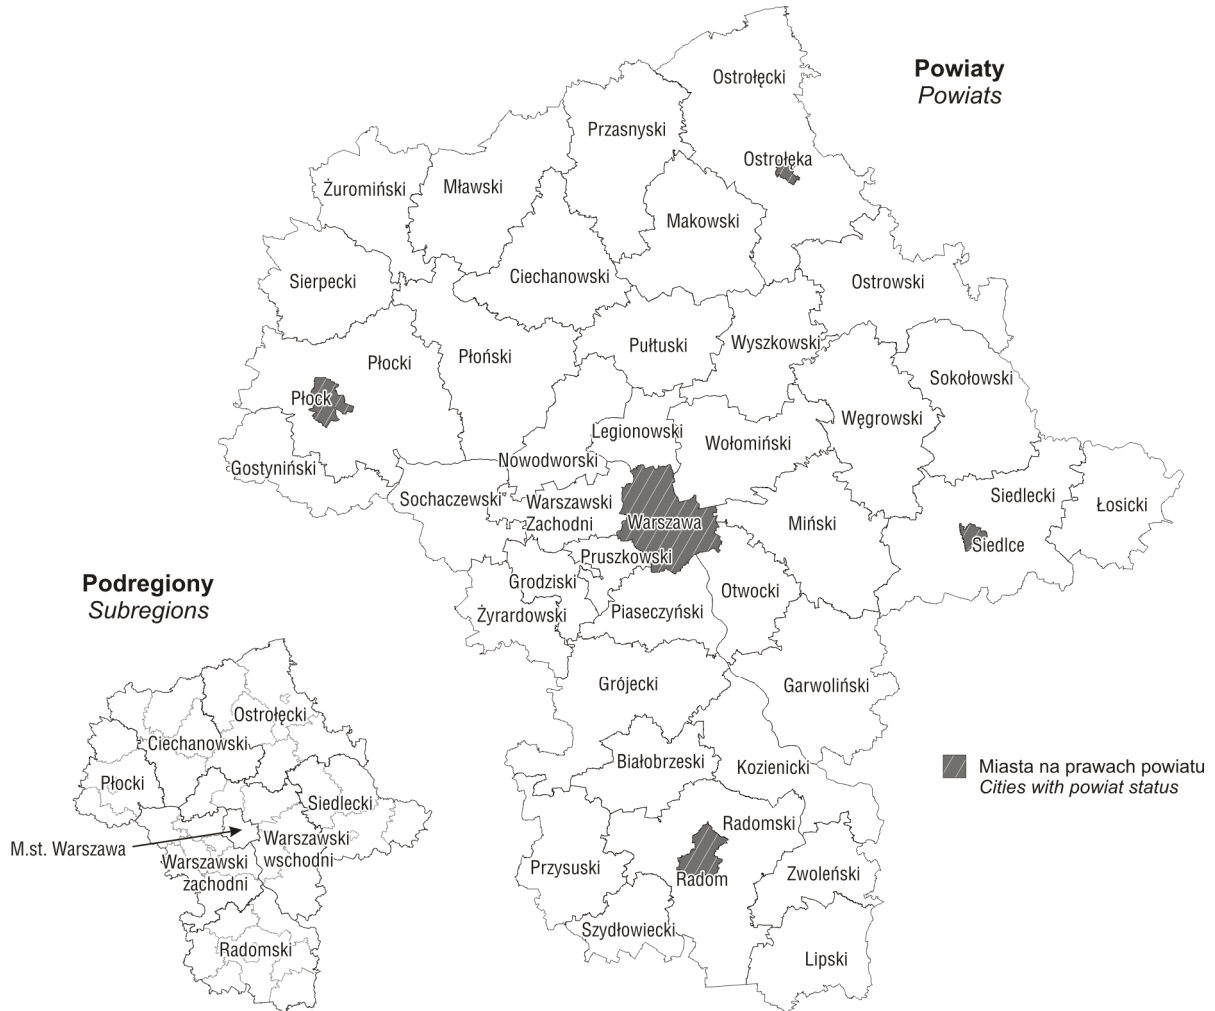 Powiaty
Powiats
Ostrołęcki
Przasnyski
Ostrołęka
Żuromiński
Mławski
Makowski
Sierpecki
Ciechanowski
Ostrowski
Płocki
Płoński
Pułtuski
Wyszkowski
Sokołowski
Płock
Węgrowski
Legionowski
Wołomiński
Gostyniński
Nowodworski
Sochaczewski
Warszawski
Zachodni
Warszawa
Miński
Siedlecki
Łosicki
Siedlce
Pruszkowski
Grodziski
Otwocki
Żyrardowski
Piaseczyński
Grójecki
Garwoliński
Białobrzeski
Kozienicki
Radomski
Przysuski
Radom
Zwoleński
Szydłowiecki
Lipski
Miasta na prawach powiatu
Cities with powiat status
Podregiony
Subregions
Ostrołęcki
Ciechanowski
Płocki
Siedlecki
M.st. Warszawa
Warszawski
wschodni
Warszawski
zachodni
Radomski